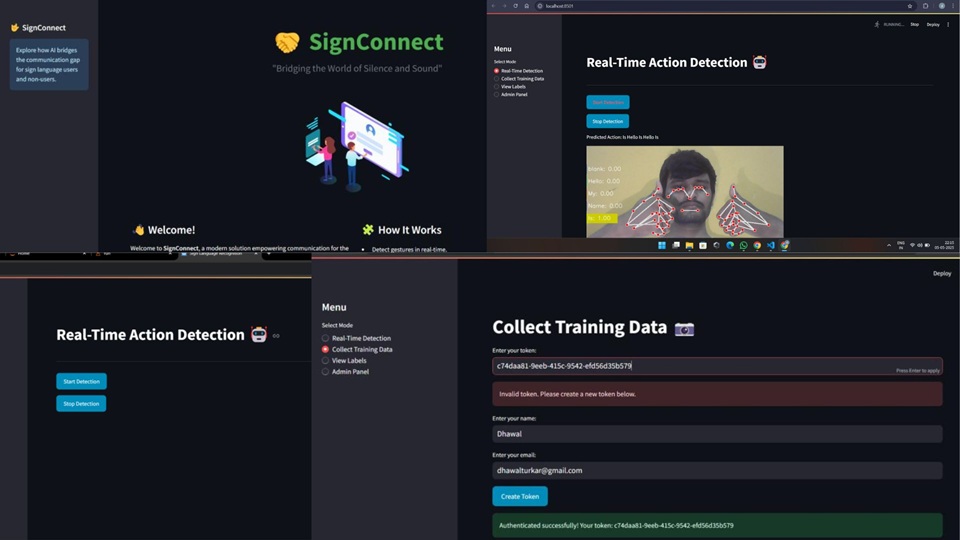 SignConnect
Explore how AI bridges
the communication gap
for sign language users
and non-users.
SignConnect
"Bridging the World of Silence and Sound"
Welcome!
Welcome to SignConnect, a modern solution empowering communication for the
How It Works
Detect gestures in real-time.
localhost:8501
RUNNING...
Stop
Deploy
Menu
Select Mode
Real-Time Detection
Collect Training Data
View Labels
Admin Panel
Real-Time Action Detection
Start Detection
Stop Detection
Predicted Action: Is Hello Is Hello Is
blank: 0.00
Hello: 0.00
My: 0.00
Name: 0.00
Is: 1.00
ENG
IN
Real-Time Action Detection
Start Detection
Stop Detection
Deploy
Menu
Select Mode
Real-Time Detection
Collect Training Data
View Labels
Admin Panel
Collect Training Data
Enter your token:
c74daa81-9eeb-415c-9542-efd56d35b579
Press Enter to apply
Invalid token. Please create a new token below.
Enter your name:
Dhawal
Enter your email:
dhawalturkar@gmail.com
Create Token
Authenticated successfully! Your token: c74daa81-9eeb-415c-9542-efd56d35b579